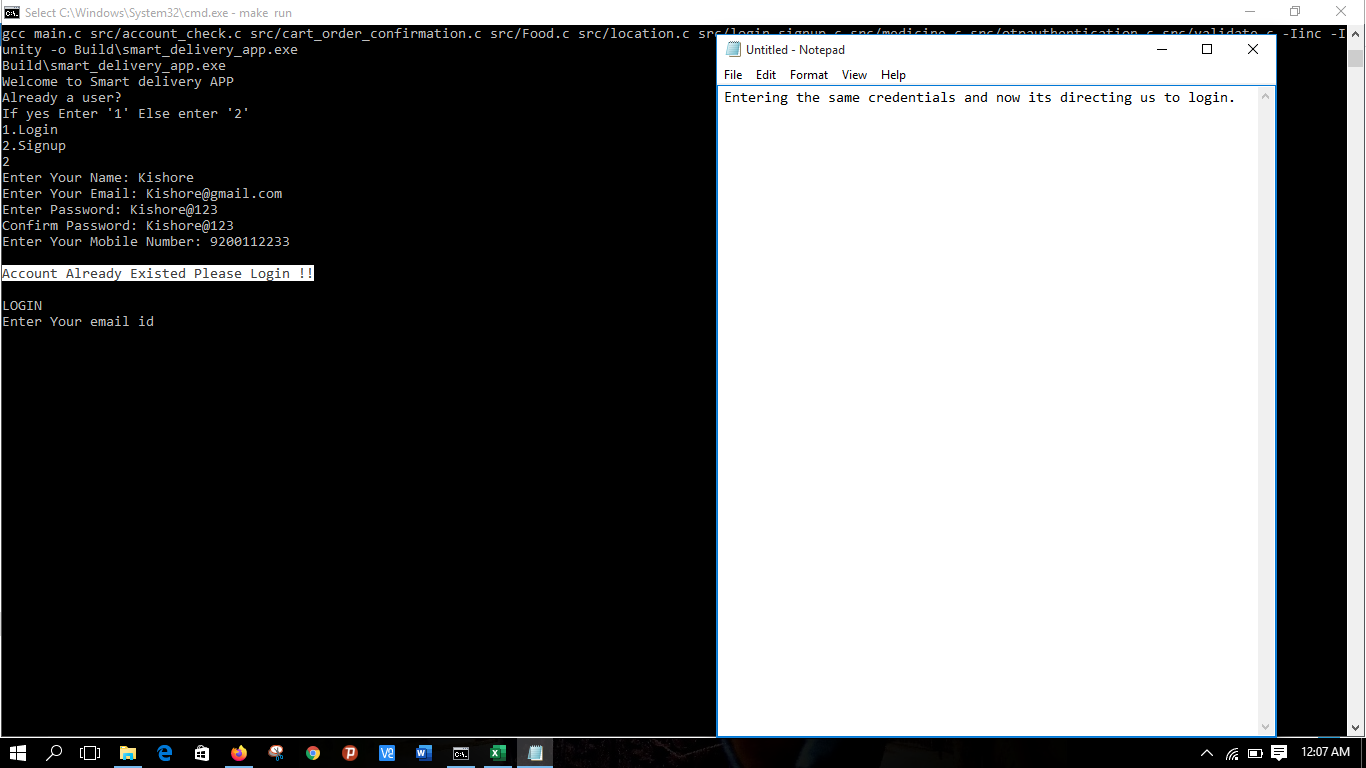 Select C:\Windows\System32\cmd.exe - make run
gcc main.c src/account_check.c src/cart_order_confirmation.c src/Food.c src/location.c src/login_signup.c src/medicine.c src/otpauthentication.c src/validate.c -Iinc -I
unity -o Build\smart_delivery_app.exe
Build\smart_delivery_app.exe
Welcome to Smart delivery APP
Already a user?
If yes Enter '1' Else enter '2'
1.Login
2.Signup
2
Enter Your Name: Kishore
Enter Your Email: Kishore@gmail.com
Enter Password: Kishore@123
Confirm Password: Kishore@123
Enter Your Mobile Number: 9200112233
Account Already Existed Please Login !!
LOGIN
Enter Your email id
Untitled - Notepad
File Edit Format View Help
Entering the same credentials and now its directing us to login.
12:07 AM